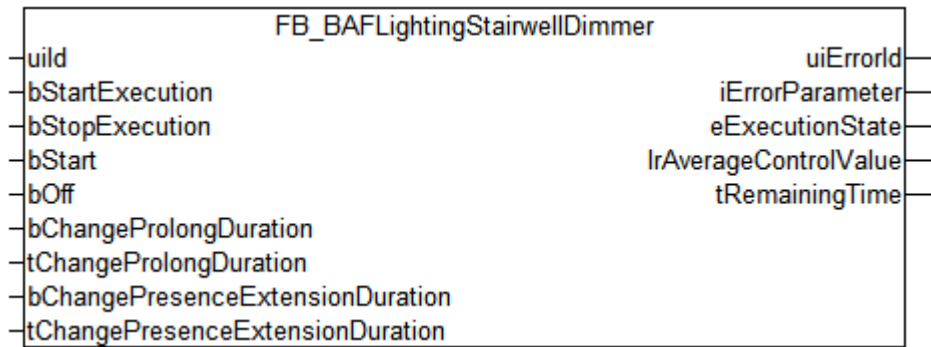 FB_BAFLightingStairwellDimmer
uiId uiErrorId
bStartExecution iErrorParameter
bStopExecution eExecutionState
bStart lrAverageControlValue
bOff tRemainingTime
bChangeProlongDuration
tChangeProlongDuration
bChangePresenceExtensionDuration
tChangePresenceExtensionDuration